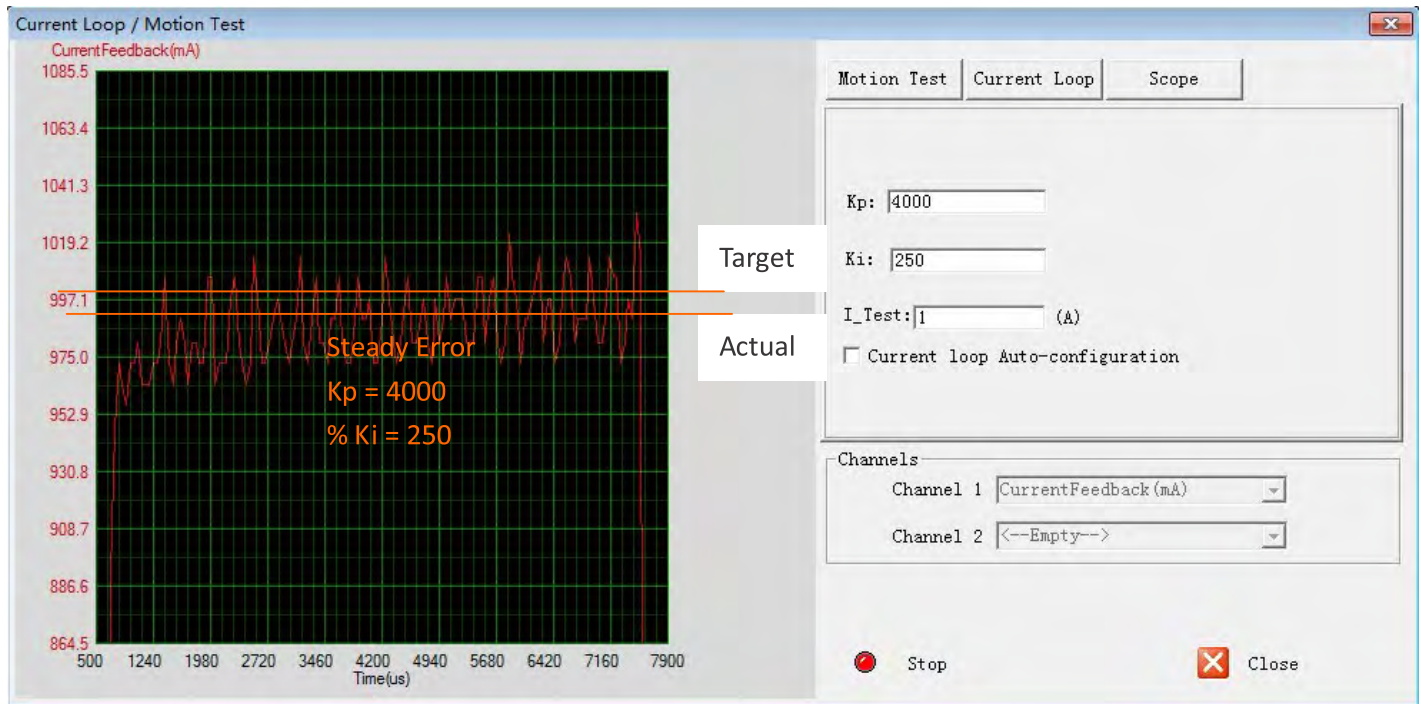 Current Loop / Motion Test
CurrentFeedback(mA)
1085.5
1063.4
1041.3
1019.2
997.1
975.0
952.9
930.8
908.7
886.6
864.5
500 1240 1980 2720 3460 4200 4940 5680 6420 7160 7900
Time(us)
Steady Error
Kp = 4000
% Ki = 250
Target
Actual
Motion Test Current Loop Scope
Kp: 4000
Ki: 250
I_Test: 1 (A)
Current loop Auto-configuration
Channels
Channel 1 CurrentFeedback(mA)
Channel 2 <--Empty-->
Stop Close